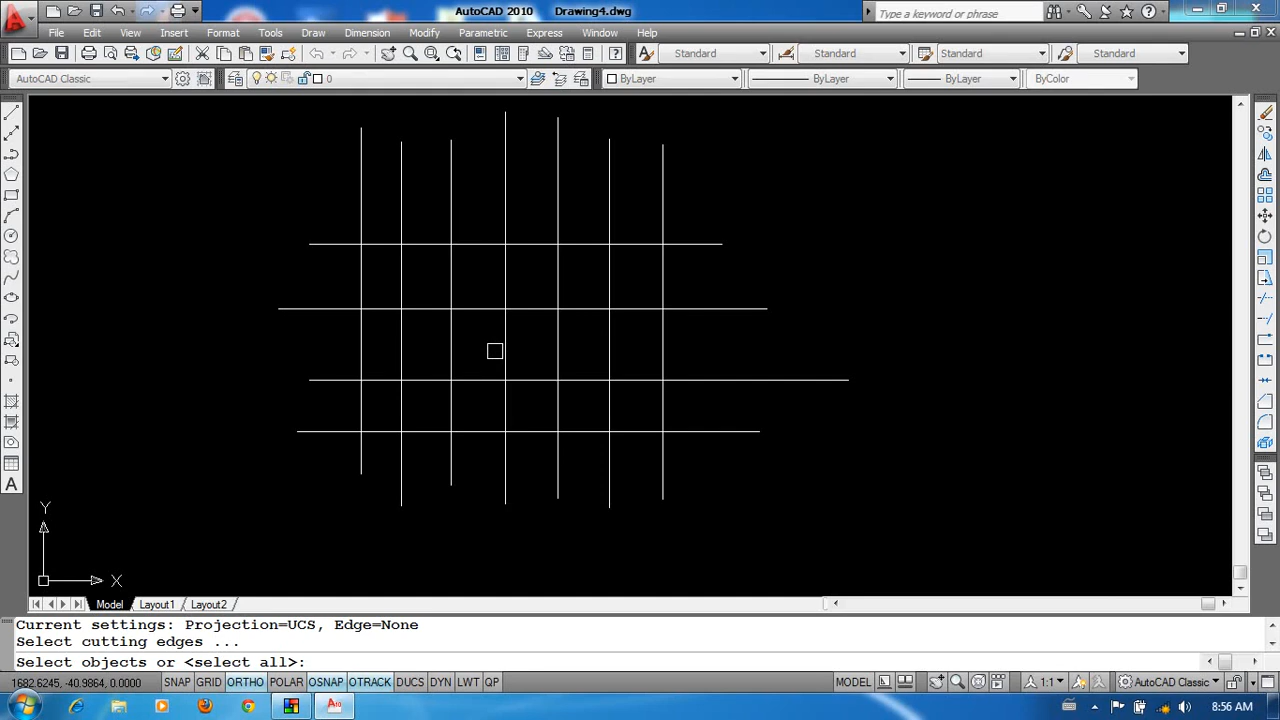 AutoCAD 2010 Drawing4.dwg
Type a keyword or phrase
File Edit View Insert Format Tools Draw Dimension Modify Parametric Express Window Help
Standard Standard Standard Standard
AutoCAD Classic 0 ByLayer ByLayer ByLayer ByColor
A
Y
X
Model Layout1 Layout2
Current settings: Projection=UCS, Edge=None
Select cutting edges ...
Select objects or <select all>:
1682.6245, -40.9864, 0.0000 SNAP GRID ORTHO POLAR OSNAP OTRACK DUCS DYN LWT QP MODEL 1:1 AutoCAD Classic
8:56 AM